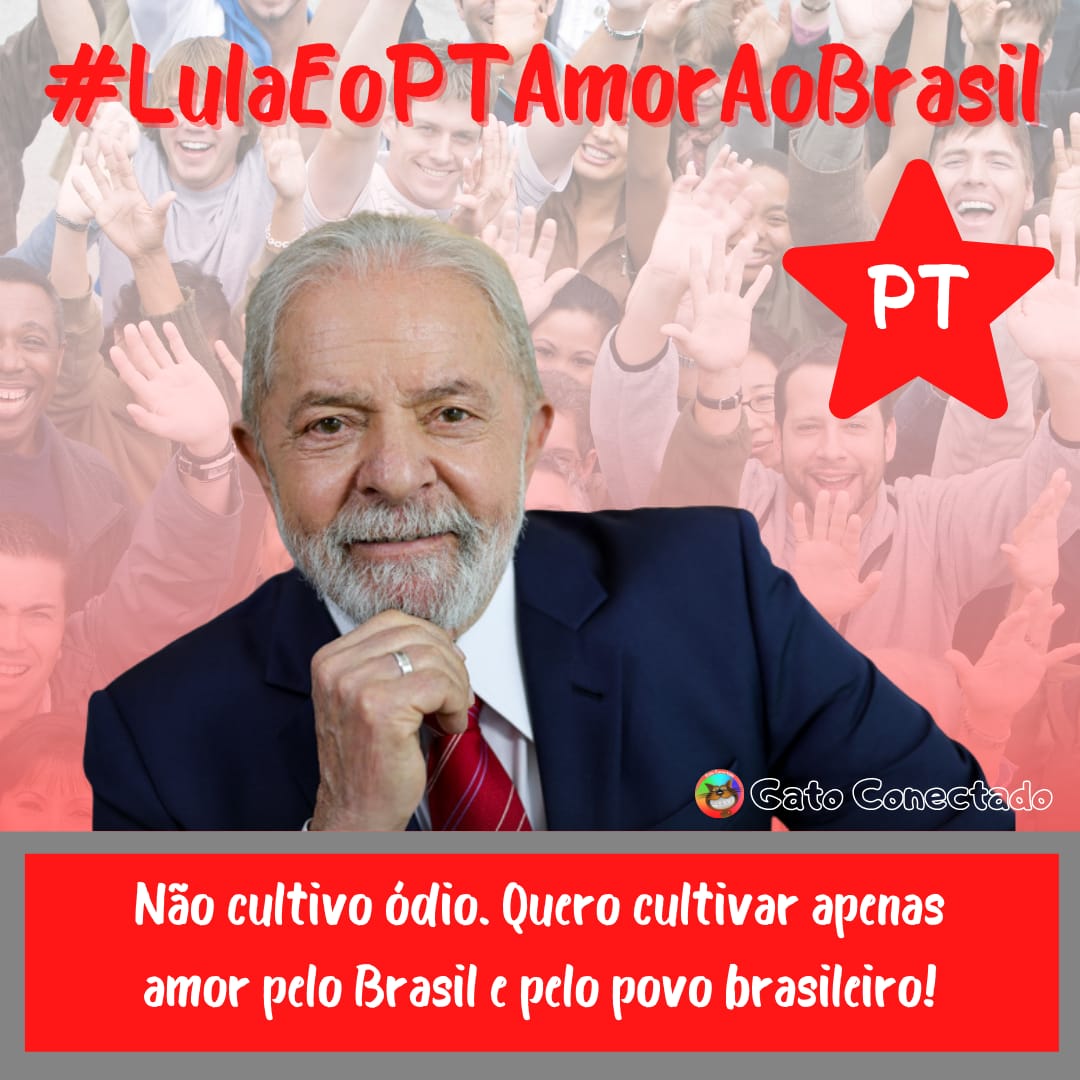 #LulaEoPTAmorAoBrasil
PT
Gato Conectado
Não cultivo ódio. Quero cultivar apenas
amor pelo Brasil e pelo povo brasileiro!